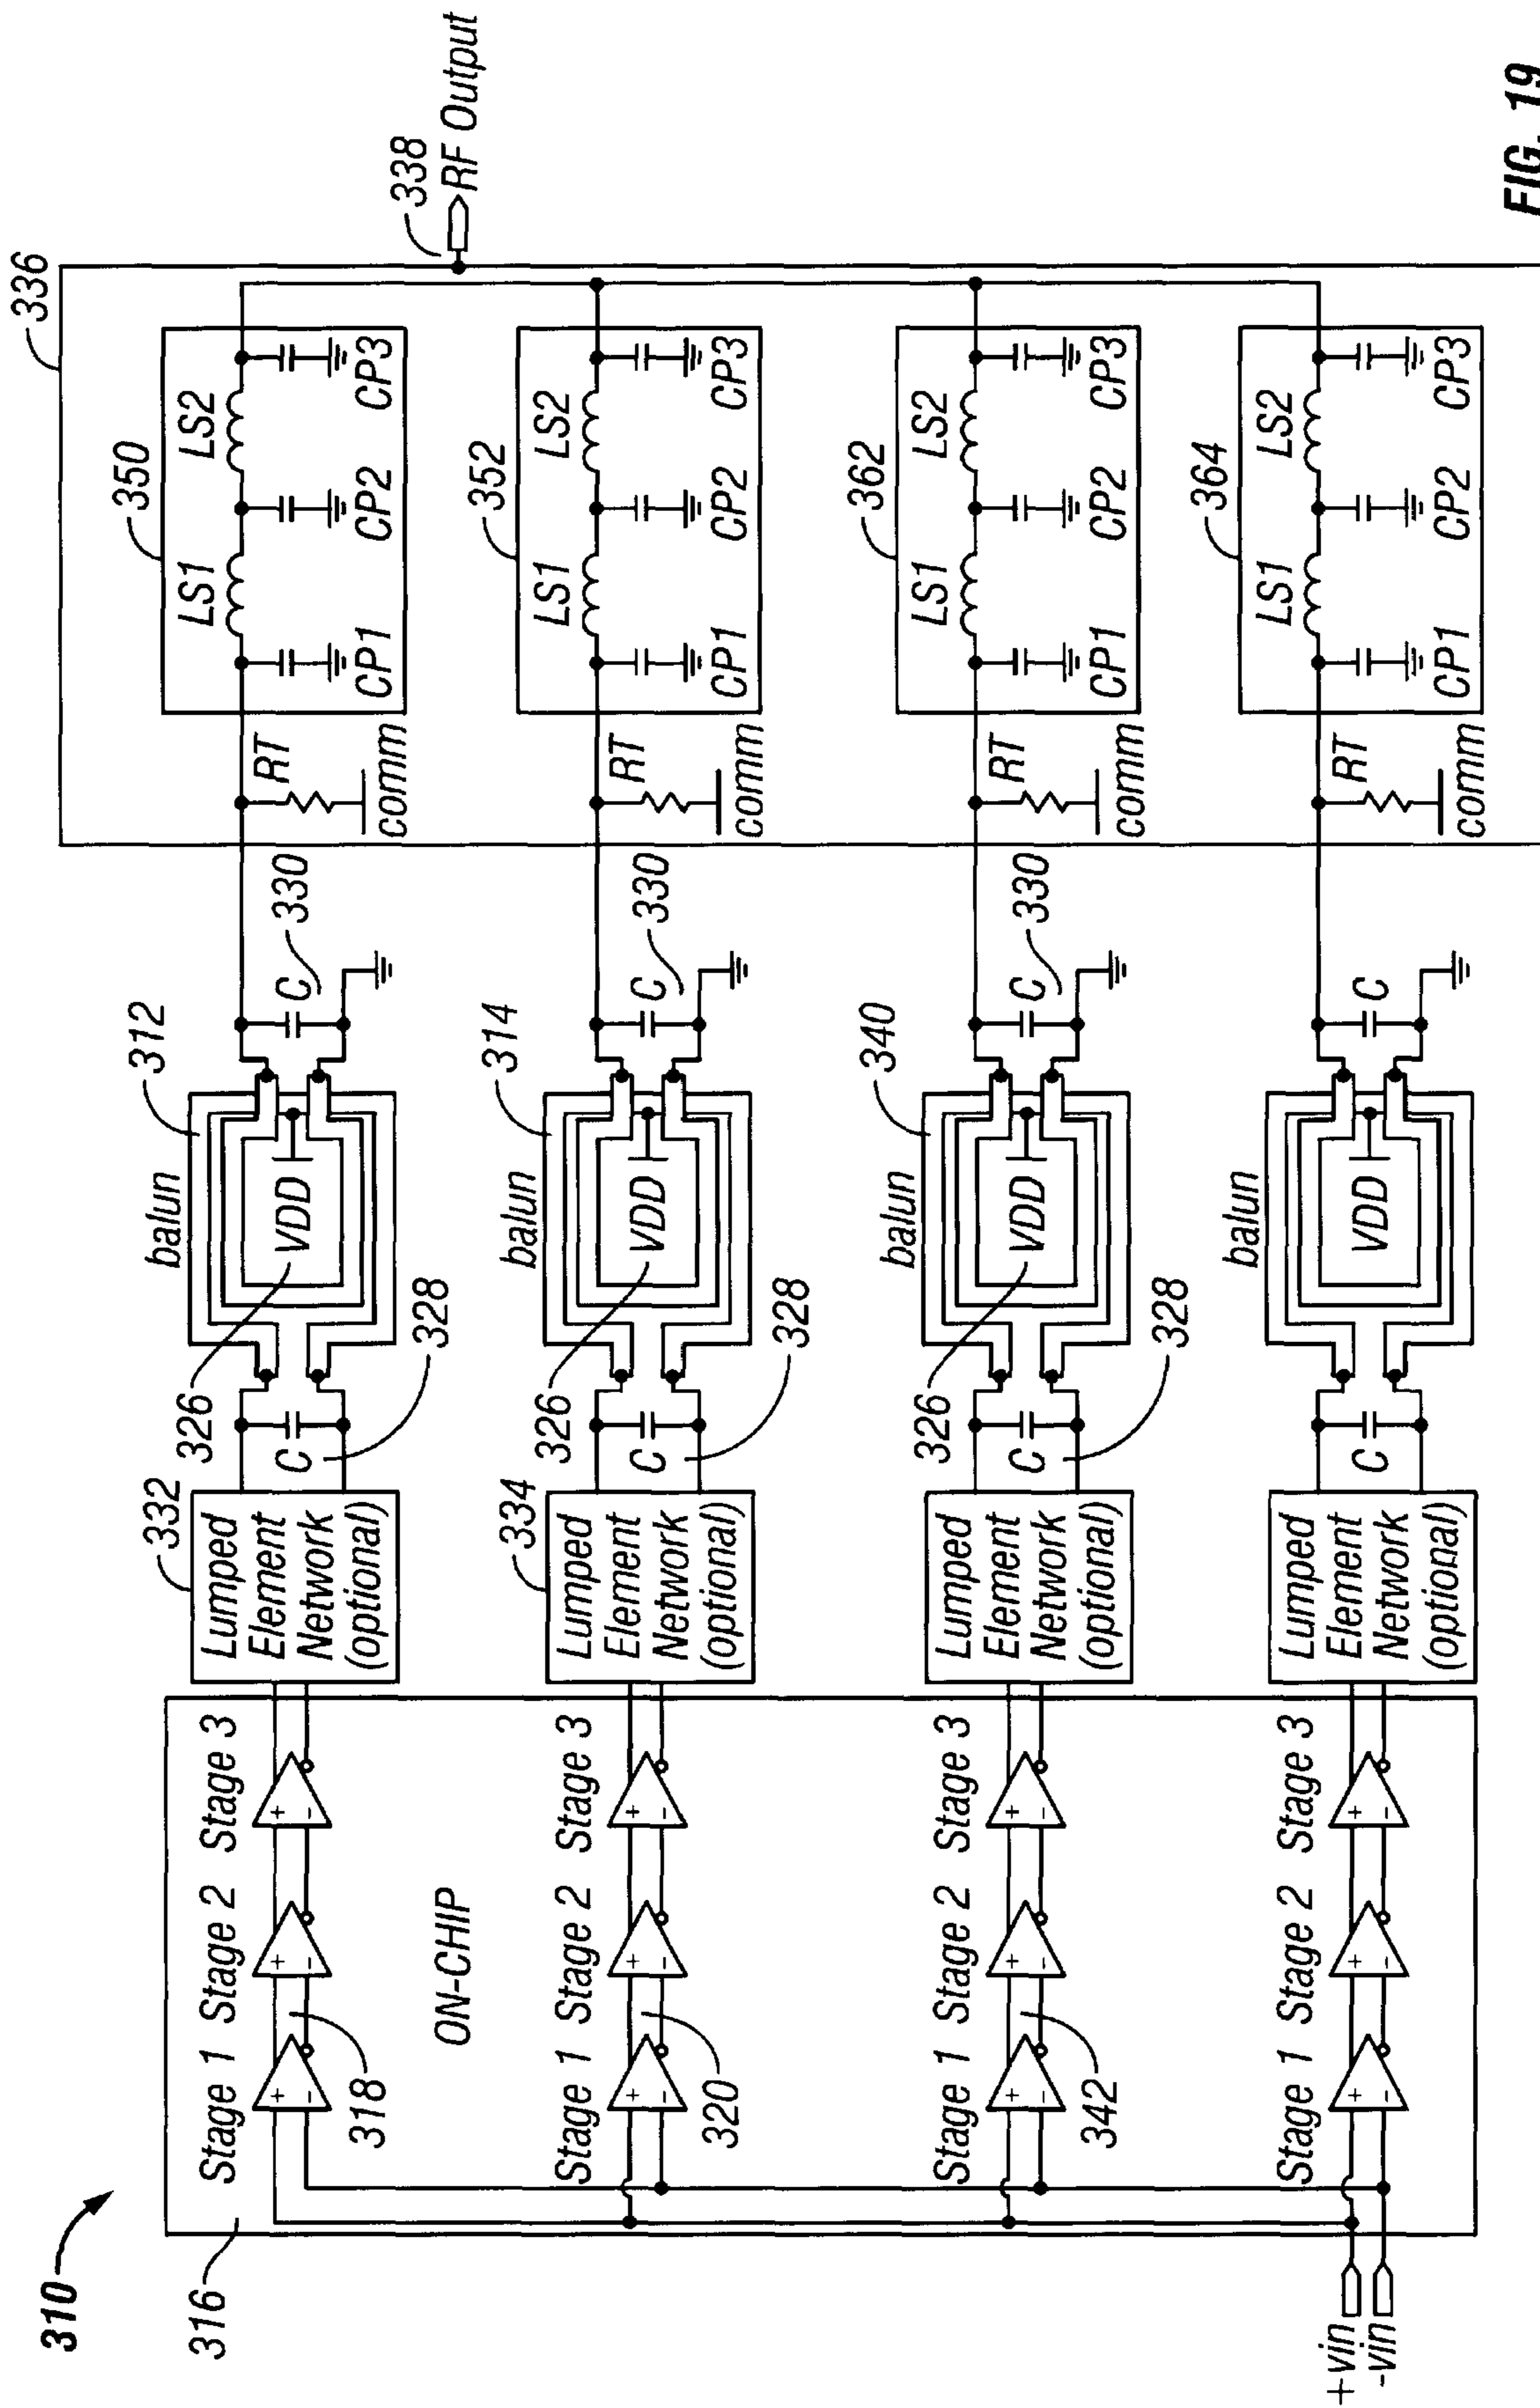 310
316
ON-CHIP
Stage 1 Stage 2 Stage 3
+ - + - + -
318
332
Lumped
Element
Network
(optional)
C
328
326
balun
312
VDD
C
330
336
RT
comm
350
LS1 LS2
CP1 CP2 CP3
338
RF Output
Stage 1 Stage 2 Stage 3
+ - + - + -
320
334
Lumped
Element
Network
(optional)
C
328
326
balun
314
VDD
C
330
RT
comm
352
LS1 LS2
CP1 CP2 CP3
Stage 1 Stage 2 Stage 3
+ - + - + -
342
Lumped
Element
Network
(optional)
C
328
326
balun
340
VDD
C
330
RT
comm
362
LS1 LS2
CP1 CP2 CP3
Stage 1 Stage 2 Stage 3
+ - + - + -
+vin
-vin
Lumped
Element
Network
(optional)
C
balun
VDD
C
RT
comm
364
LS1 LS2
CP1 CP2 CP3
FIG. 19